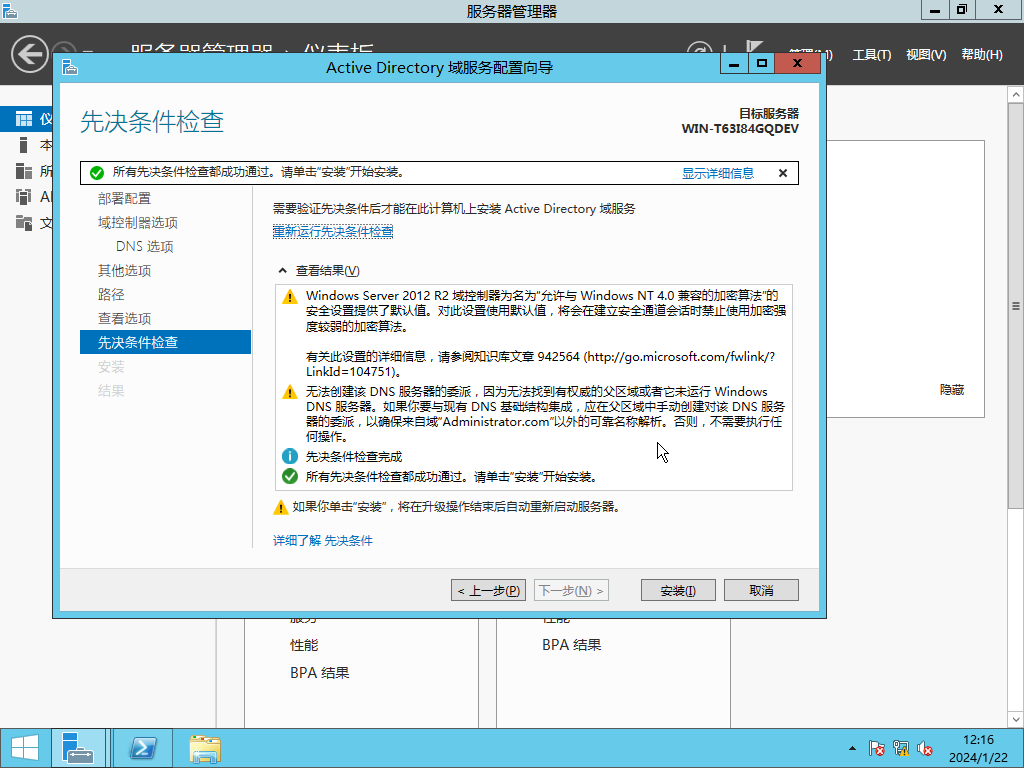 服务器管理器
服务器管理器 · 仪表板
管理(M) 工具(T) 视图(V) 帮助(H)
Active Directory 域服务配置向导
先决条件检查
目标服务器
WIN-T63I84GQDEV
所有先决条件检查都成功通过。请单击“安装”开始安装。 显示详细信息
部署配置
域控制器选项
DNS 选项
其他选项
路径
查看选项
先决条件检查
安装
结果
需要验证先决条件后才能在此计算机上安装 Active Directory 域服务
重新运行先决条件检查
查看结果(V)
Windows Server 2012 R2 域控制器为名为“允许与 Windows NT 4.0 兼容的加密算法”的
安全设置提供了默认值。对此设置使用默认值，将会在建立安全通道会话时禁止使用加密强
度较弱的加密算法。
有关此设置的详细信息，请参阅知识库文章 942564 (http://go.microsoft.com/fwlink/?
LinkId=104751)。
无法创建该 DNS 服务器的委派，因为无法找到有权威的父区域或者它未运行 Windows
DNS 服务器。如果你要与现有 DNS 基础结构集成，应在父区域中手动创建对该 DNS 服务
器的委派，以确保来自域“Administrator.com”以外的可靠名称解析。否则，不需要执行任
何操作。
先决条件检查完成
所有先决条件检查都成功通过。请单击“安装”开始安装。
如果你单击“安装”，将在升级操作结束后自动重新启动服务器。
详细了解 先决条件
< 上一步(P) 下一步(N) > 安装(I) 取消
仪
本
所
文
隐藏
服务
性能
BPA 结果
性能
BPA 结果
12:16
2024/1/22